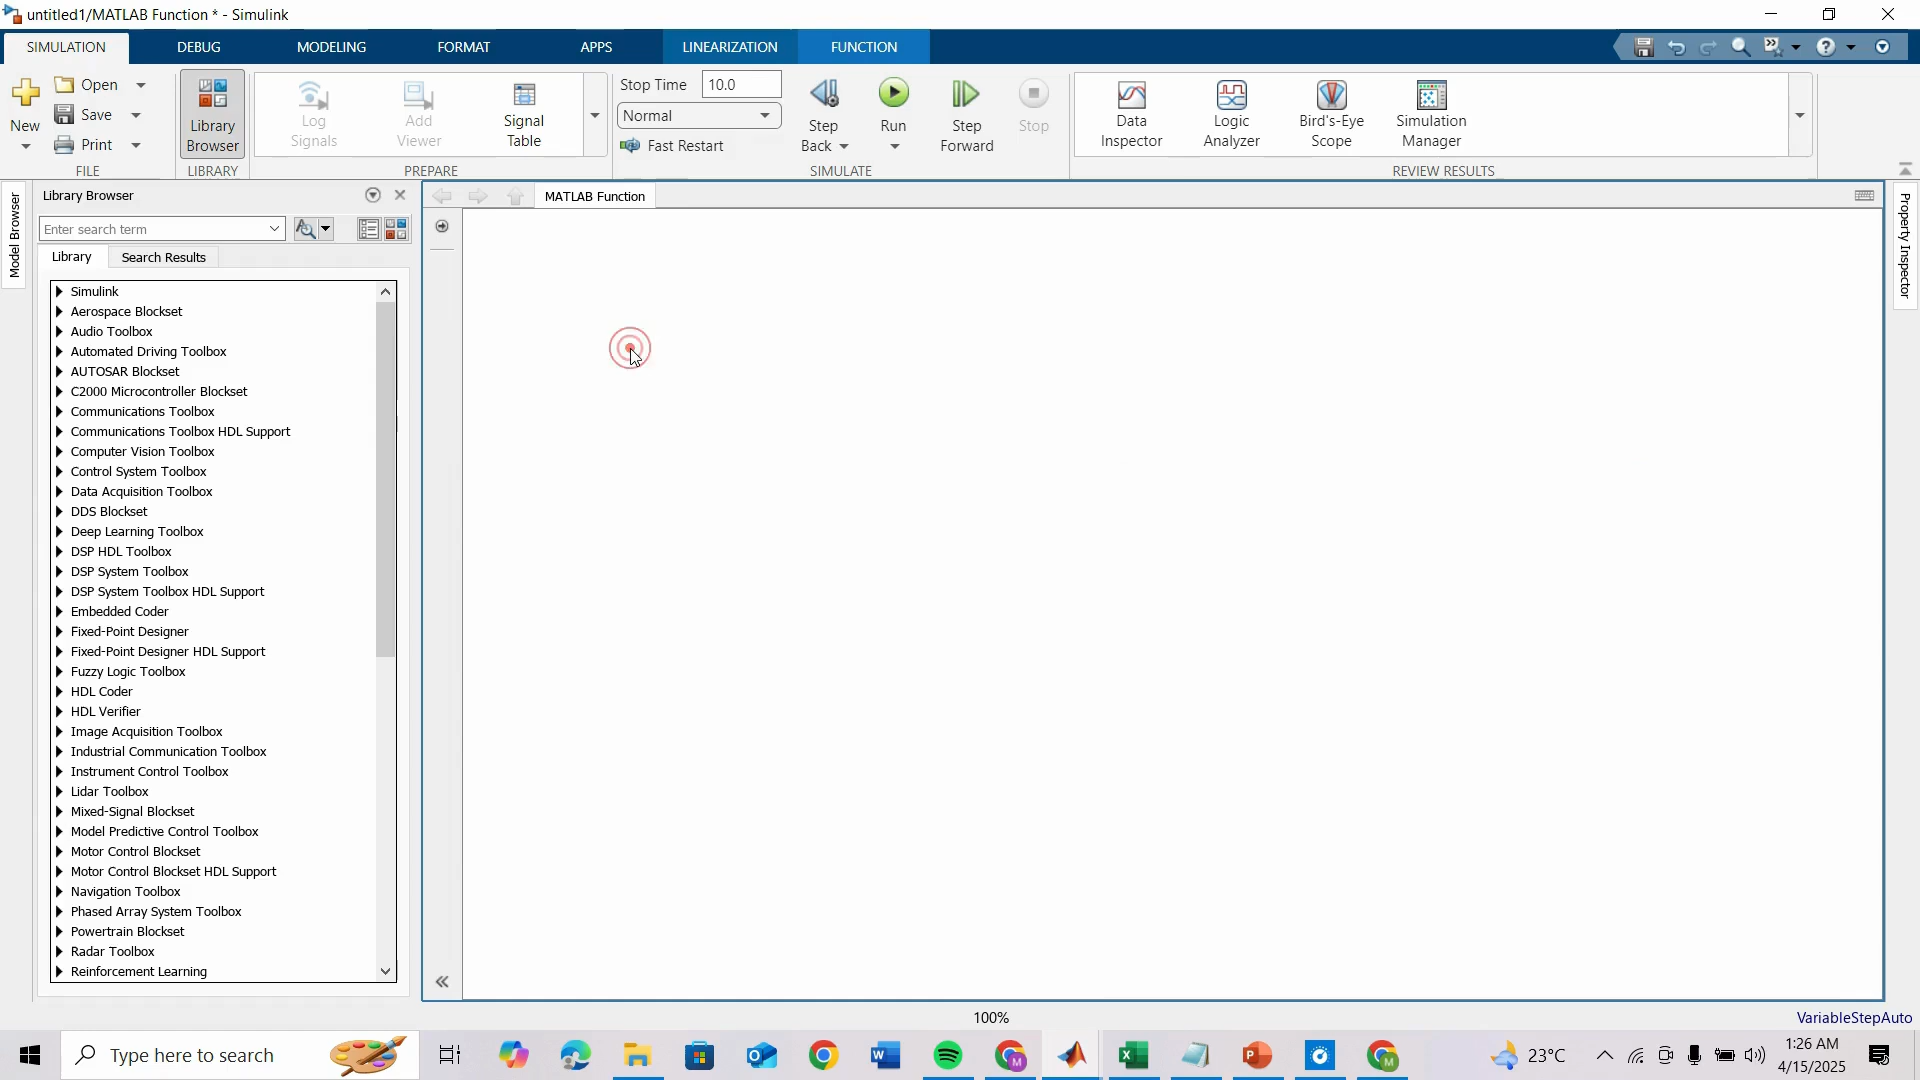 untitled1/MATLAB Function * - Simulink
SIMULATION
DEBUG
MODELING
FORMAT
APPS
LINEARIZATION
FUNCTION
New
Open
Save
Print
FILE
Library
Browser
LIBRARY
Log
Signals
Add
Viewer
Signal
Table
PREPARE
Stop Time 10.0
Normal
Fast Restart
Step
Back
Run
Step
Forward
Stop
SIMULATE
Data
Inspector
Logic
Analyzer
Bird's-Eye
Scope
Simulation
Manager
REVIEW RESULTS
Model Browser
Library Browser
Enter search term
Library
Search Results
Simulink
Aerospace Blockset
Audio Toolbox
Automated Driving Toolbox
AUTOSAR Blockset
C2000 Microcontroller Blockset
Communications Toolbox
Communications Toolbox HDL Support
Computer Vision Toolbox
Control System Toolbox
Data Acquisition Toolbox
DDS Blockset
Deep Learning Toolbox
DSP HDL Toolbox
DSP System Toolbox
DSP System Toolbox HDL Support
Embedded Coder
Fixed-Point Designer
Fixed-Point Designer HDL Support
Fuzzy Logic Toolbox
HDL Coder
HDL Verifier
Image Acquisition Toolbox
Industrial Communication Toolbox
Instrument Control Toolbox
Lidar Toolbox
Mixed-Signal Blockset
Model Predictive Control Toolbox
Motor Control Blockset
Motor Control Blockset HDL Support
Navigation Toolbox
Phased Array System Toolbox
Powertrain Blockset
Radar Toolbox
Reinforcement Learning
MATLAB Function
Property Inspector
100%
VariableStepAuto
Type here to search
23°C
1:26 AM
4/15/2025